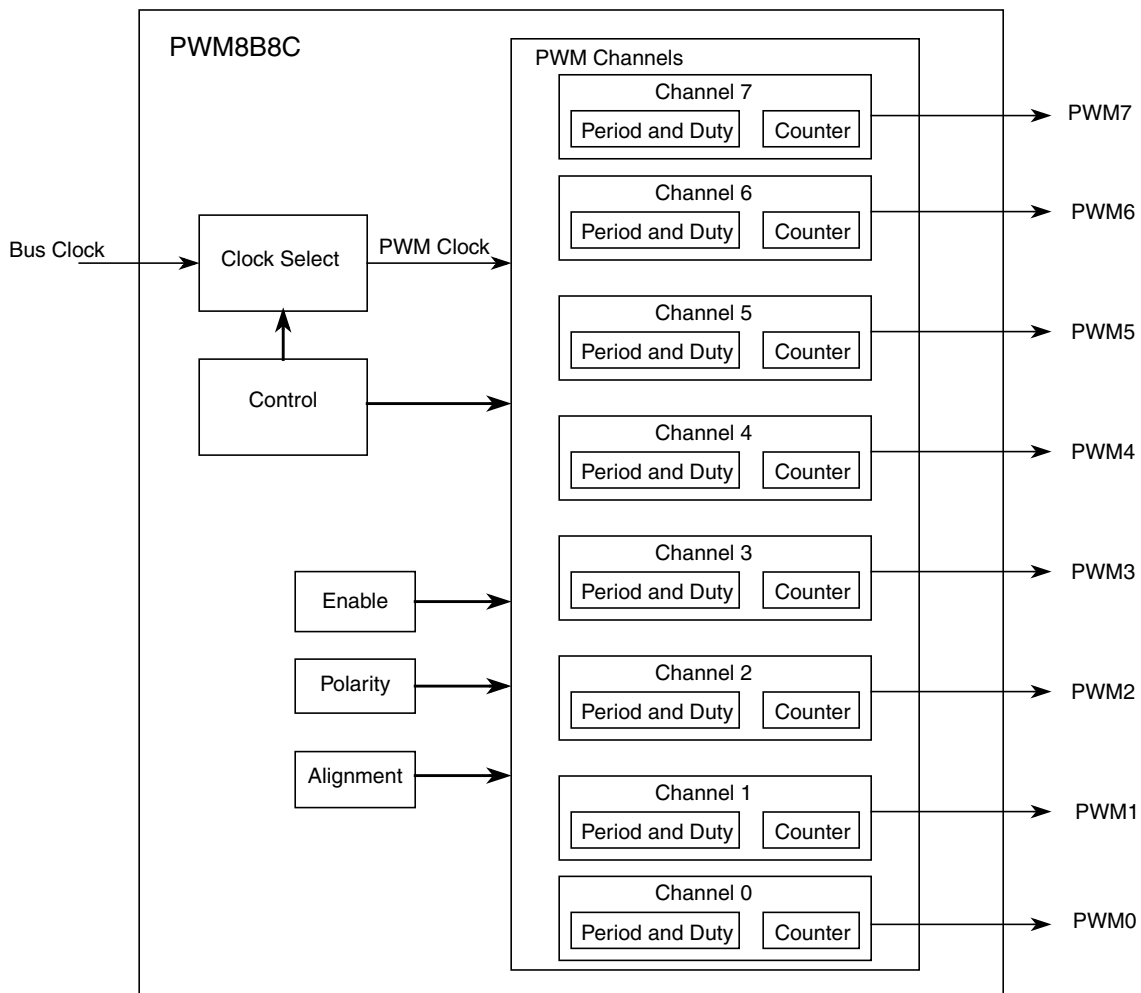 PWM8B8C
PWM Channels
Channel 7
Period and Duty
Counter
PWM7
Channel 6
Period and Duty
Counter
PWM6
Bus Clock
Clock Select
PWM Clock
Channel 5
Period and Duty
Counter
PWM5
Control
Channel 4
Period and Duty
Counter
PWM4
Channel 3
Period and Duty
Counter
PWM3
Enable
Polarity
Channel 2
Period and Duty
Counter
PWM2
Alignment
Channel 1
Period and Duty
Counter
PWM1
Channel 0
Period and Duty
Counter
PWM0